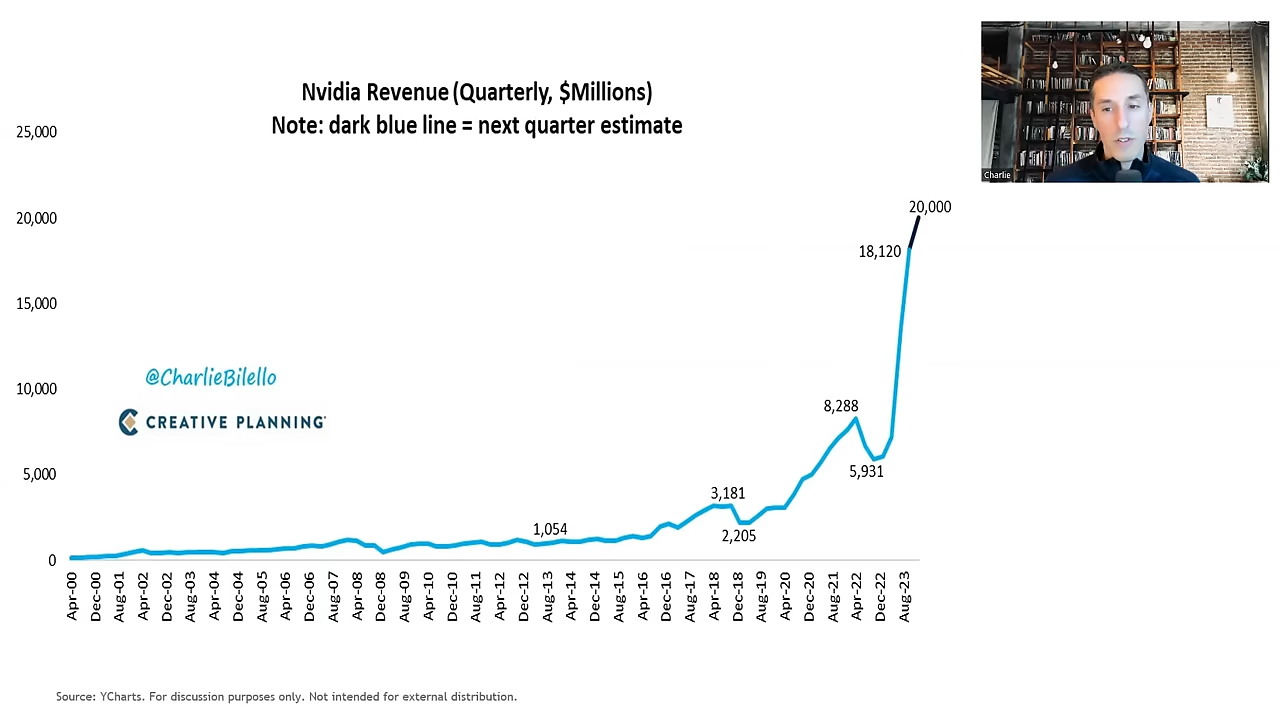 Nvidia Revenue (Quarterly, $Millions)
Note: dark blue line = next quarter estimate
25,000
20,000
15,000
10,000
5,000
0
20,000
18,120
8,288
5,931
3,181
2,205
1,054
@CharlieBilello
CREATIVE PLANNING
Charlie
Apr-00
Dec-00
Aug-01
Apr-02
Dec-02
Aug-03
Apr-04
Dec-04
Aug-05
Apr-06
Dec-06
Aug-07
Apr-08
Dec-08
Aug-09
Apr-10
Dec-10
Aug-11
Apr-12
Dec-12
Aug-13
Apr-14
Dec-14
Aug-15
Apr-16
Dec-16
Aug-17
Apr-18
Dec-18
Aug-19
Apr-20
Dec-20
Aug-21
Apr-22
Dec-22
Aug-23
Source: YCharts. For discussion purposes only. Not intended for external distribution.